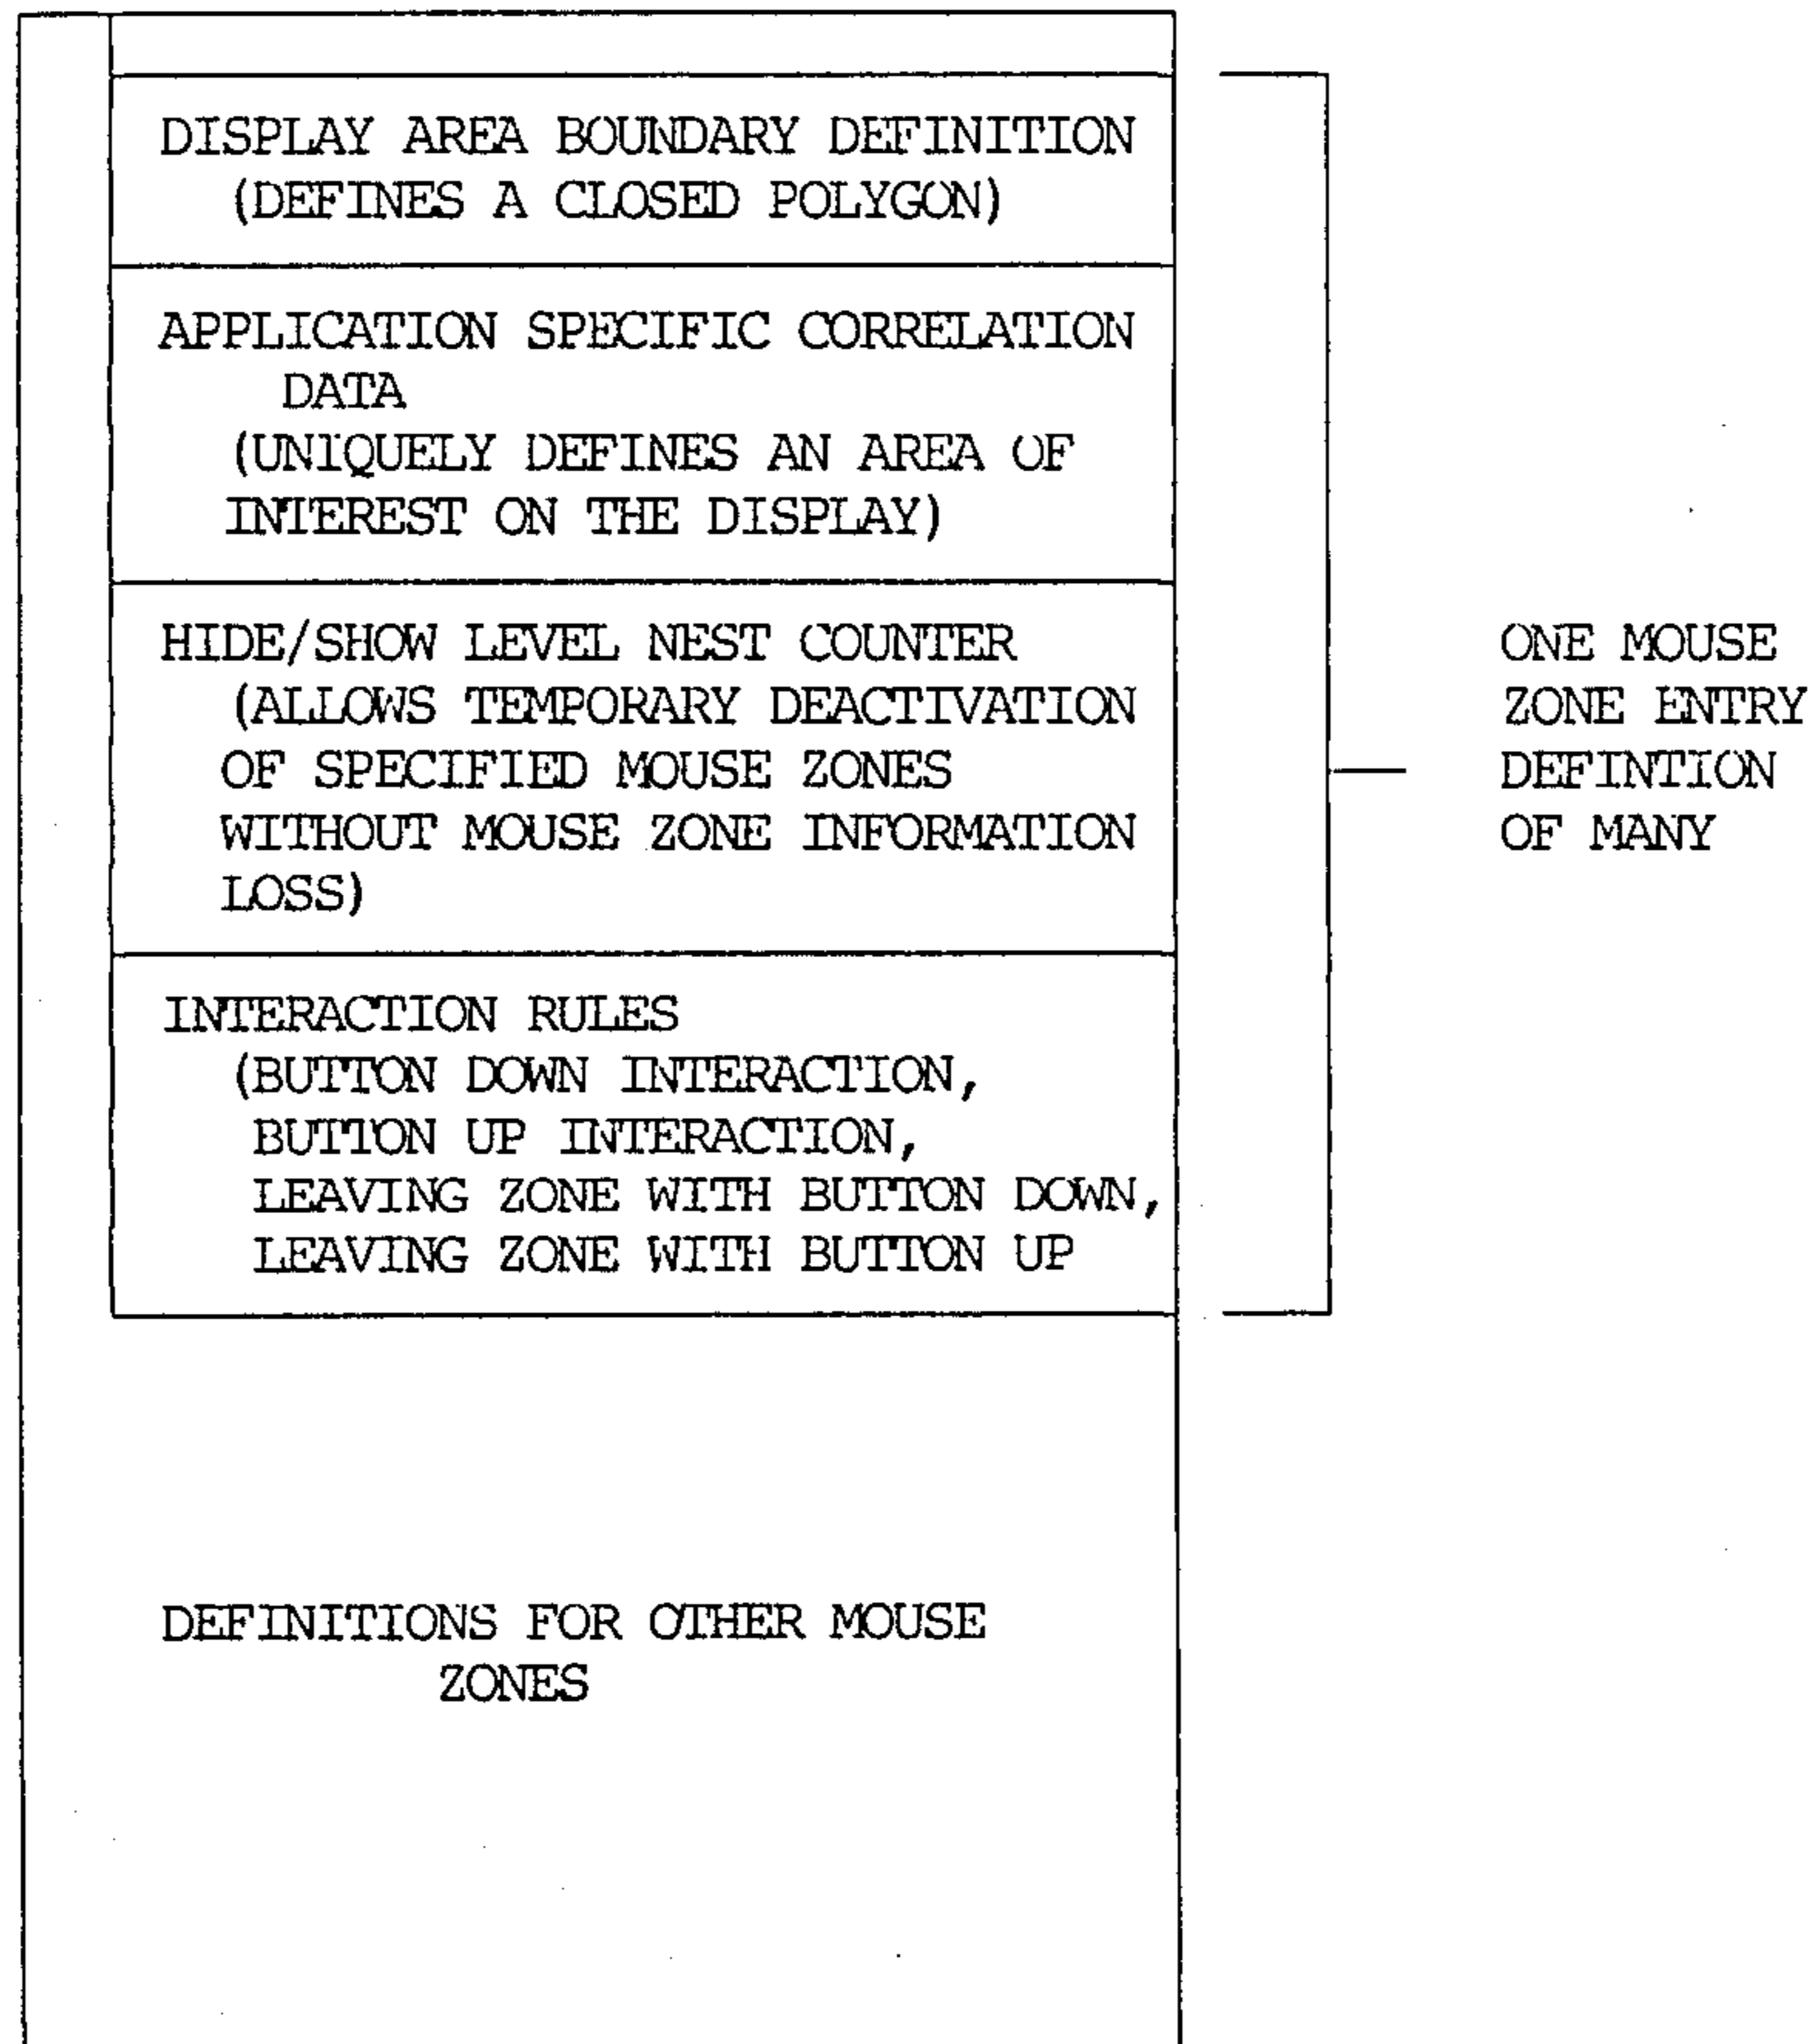 DISPLAY AREA BOUNDARY DEFINITION
(DEFINES A CLOSED POLYGON)
APPLICATION SPECIFIC CORRELATION
DATA
(UNIQUELY DEFINES AN AREA OF
INTEREST ON THE DISPLAY)
HIDE/SHOW LEVEL NEST COUNTER
(ALLOWS TEMPORARY DEACTIVATION
OF SPECIFIED MOUSE ZONES
WITHOUT MOUSE ZONE INFORMATION
LOSS)
INTERACTION RULES
(BUTTON DOWN INTERACTION,
BUTTON UP INTERACTION,
LEAVING ZONE WITH BUTTON DOWN,
LEAVING ZONE WITH BUTTON UP
ONE MOUSE
ZONE ENTRY
DEFINTION
OF MANY
DEFINITIONS FOR OTHER MOUSE
ZONES